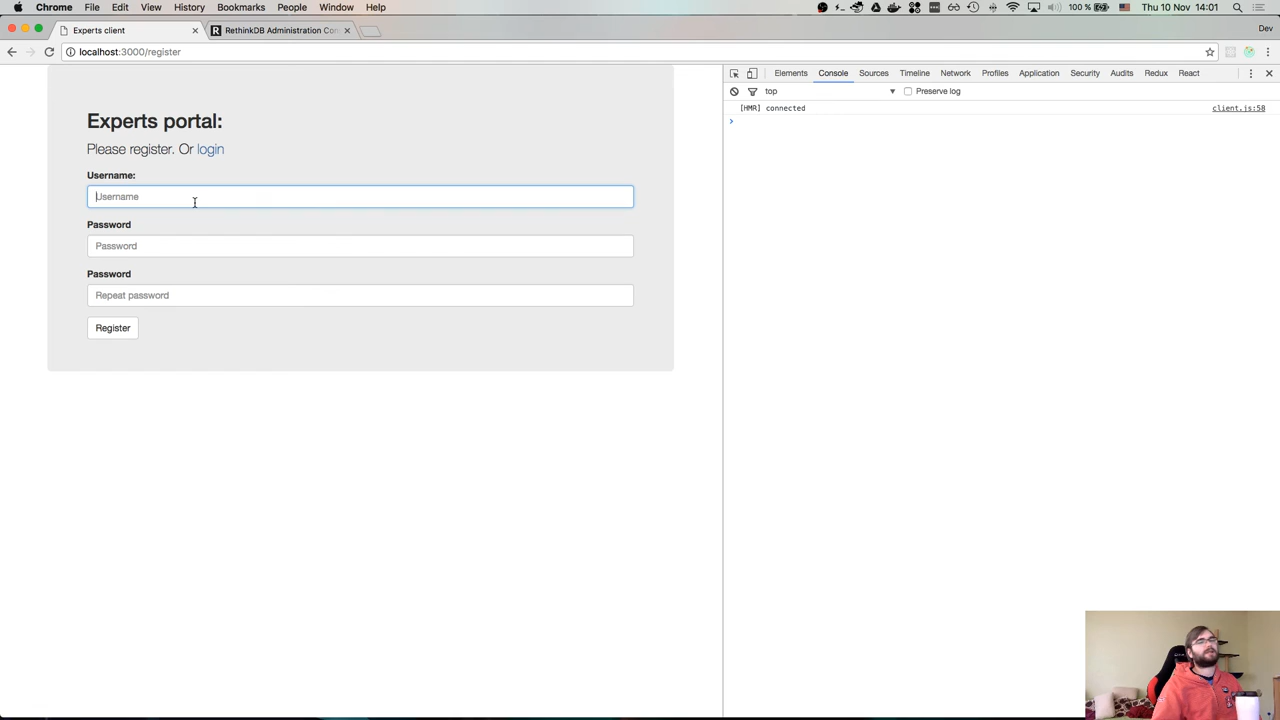 Chrome File Edit View History Bookmarks People Window Help 100 % Thu 10 Nov 14:01
Experts client RethinkDB Administration Con Dev
localhost:3000/register
Elements Console Sources Timeline Network Profiles Application Security Audits Redux React
top Preserve log
[HMR] connected client.js:58
Experts portal:
Please register. Or login
Username:
Username
Password
Password
Password
Repeat password
Register